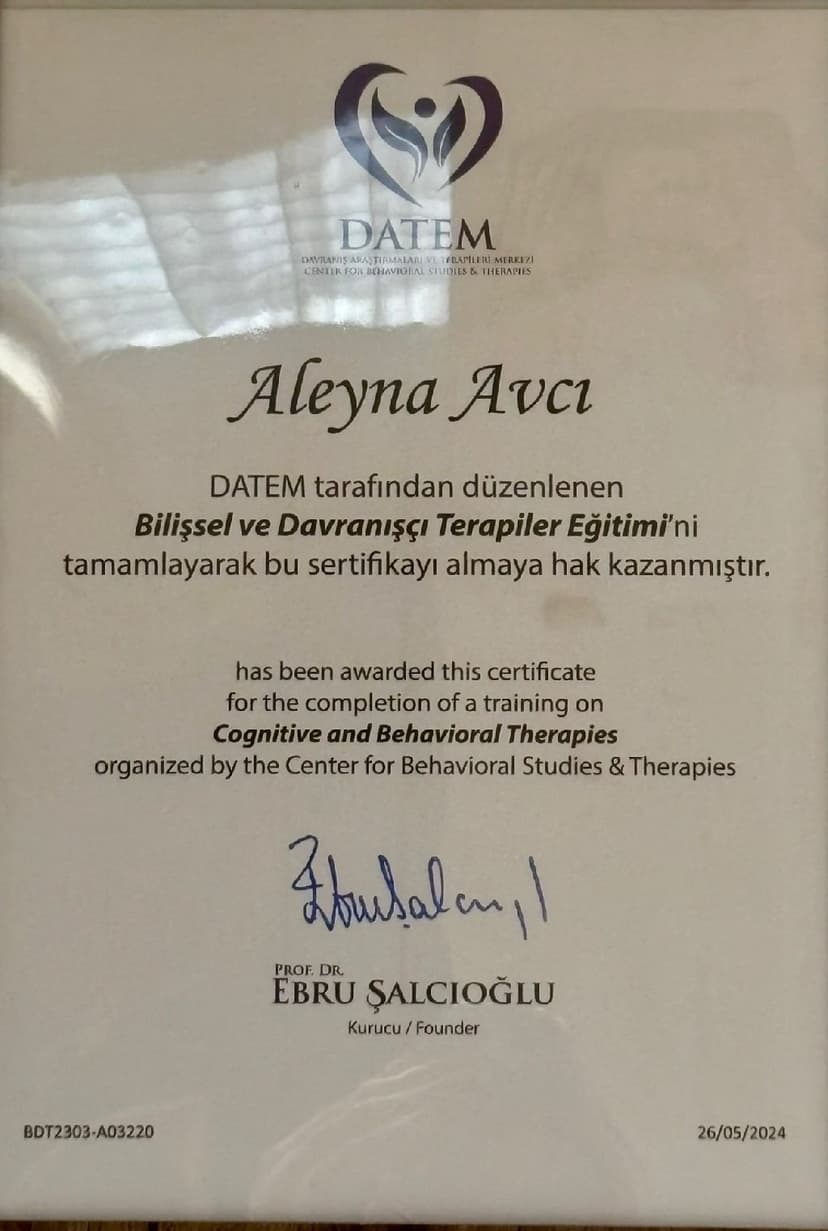 DATEM
DAVRANIŞ ARAŞTIRMALARI VE TERAPİLERİ MERKEZİ
CENTER FOR BEHAVIORAL STUDIES & THERAPIES
Aleyna Avcı
DATEM tarafından düzenlenen
Bilişsel ve Davranışçı Terapiler Eğitimi'ni
tamamlayarak bu sertifikayı almaya hak kazanmıştır.
has been awarded this certificate
for the completion of a training on
Cognitive and Behavioral Therapies
organized by the Center for Behavioral Studies & Therapies
PROF. DR.
EBRU ŞALCIOĞLU
Kurucu / Founder
BDT2303-A03220
26/05/2024